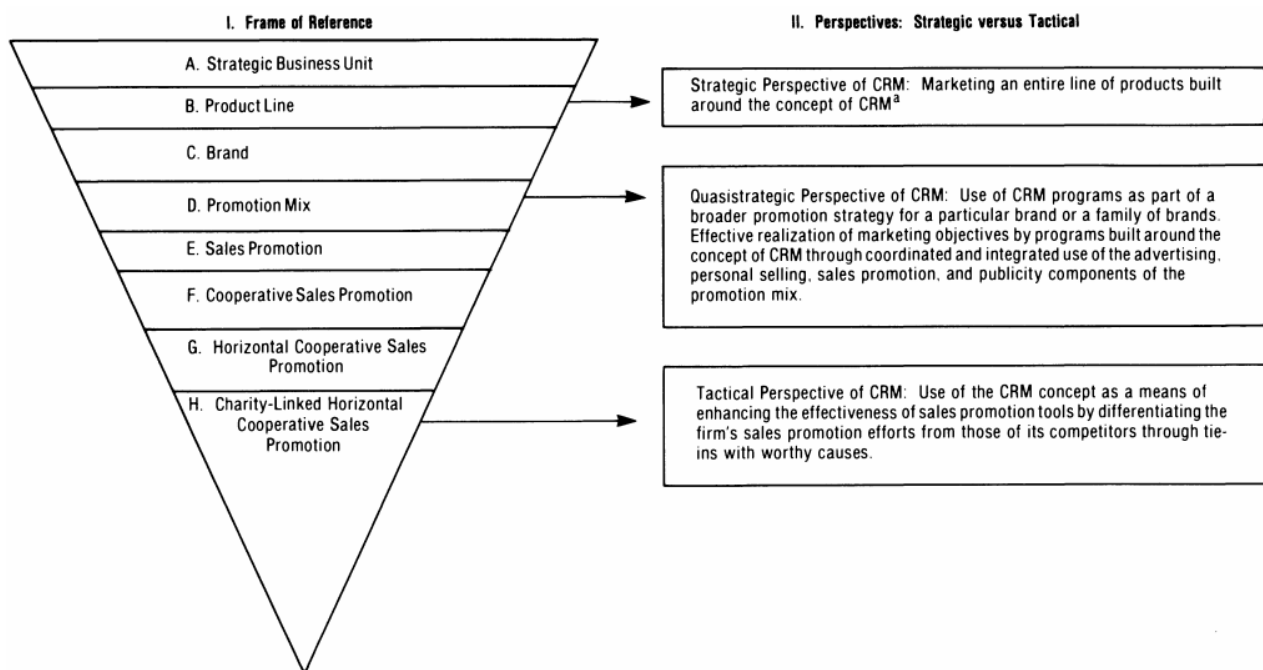 I. Frame of Reference
II. Perspectives: Strategic versus Tactical
A. Strategic Business Unit
B. Product Line
C. Brand
D. Promotion Mix
E. Sales Promotion
F. Cooperative Sales Promotion
G. Horizontal Cooperative Sales
Promotion
H. Charity-Linked Horizontal
Cooperative Sales
Promotion
Strategic Perspective of CRM: Marketing an entire line of products built
around the concept of CRMa
Quasistrategic Perspective of CRM: Use of CRM programs as part of a
broader promotion strategy for a particular brand or a family of brands.
Effective realization of marketing objectives by programs built around the
concept of CRM through coordinated and integrated use of the advertising,
personal selling, sales promotion, and publicity components of the
promotion mix.
Tactical Perspective of CRM: Use of the CRM concept as a means of
enhancing the effectiveness of sales promotion tools by differentiating the
firm's sales promotion efforts from those of its competitors through tie-
ins with worthy causes.